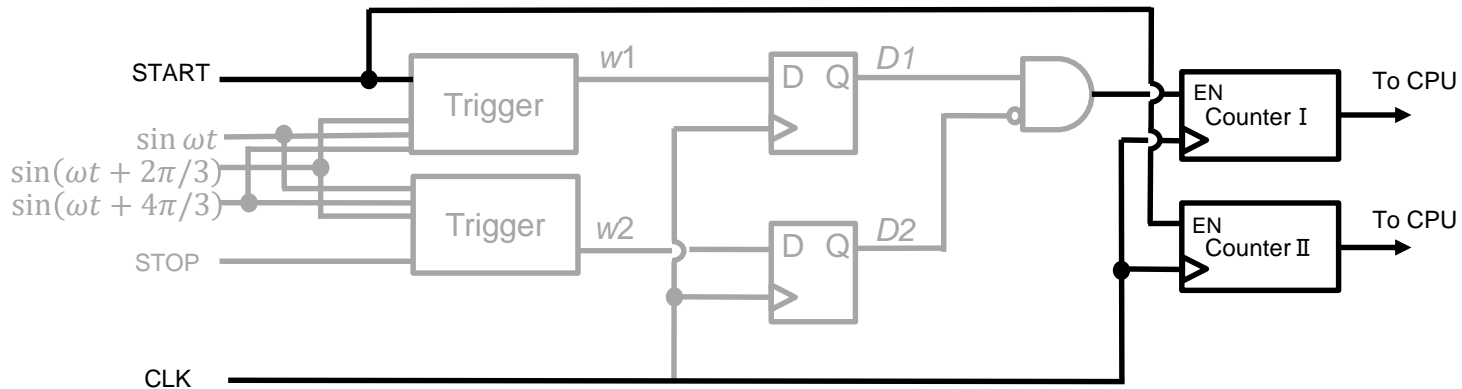 START
sin ωt
sin(ωt + 2π/3)
sin(ωt + 4π/3)
STOP
CLK
Trigger
w1
Trigger
w2
D Q
D1
D Q
D2
EN
Counter Ⅰ
To CPU
EN
Counter Ⅱ
To CPU